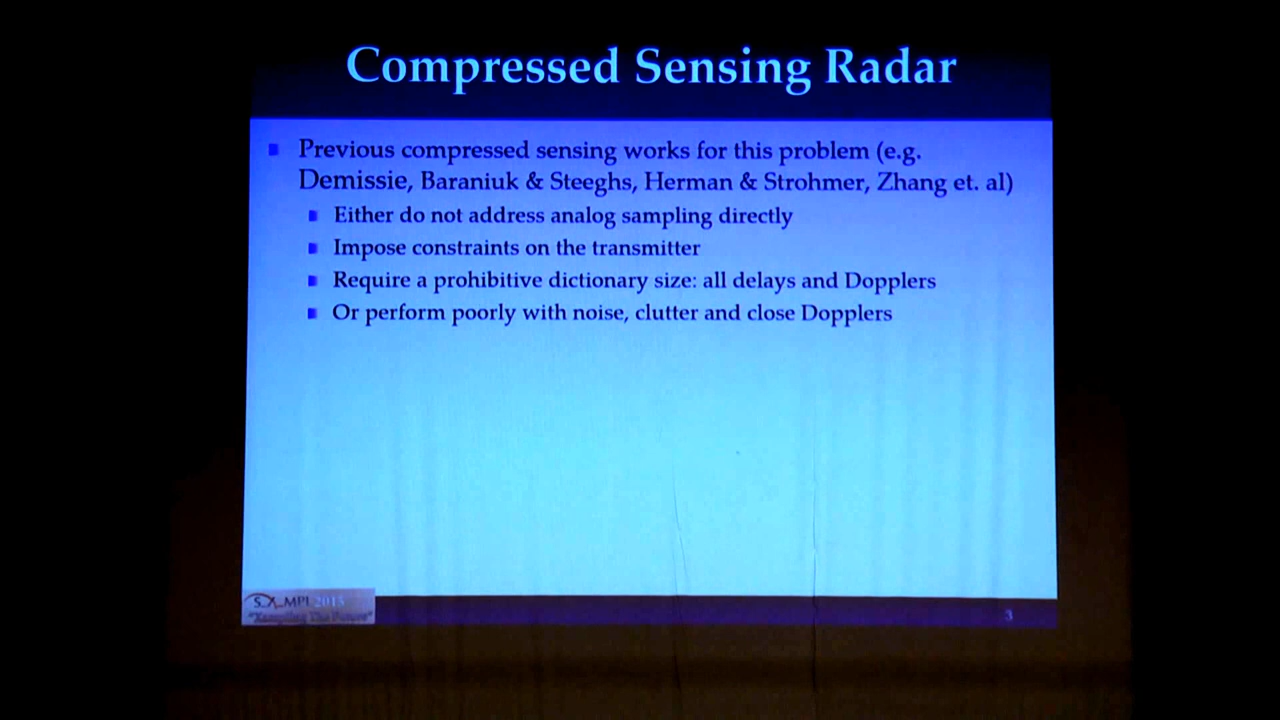 Compressed Sensing Radar
Previous compressed sensing works for this problem (e.g.
Demissie, Baraniuk & Steeghs, Herman & Strohmer, Zhang et. al)
Either do not address analog sampling directly
Impose constraints on the transmitter
Require a prohibitive dictionary size: all delays and Dopplers
Or perform poorly with noise, clutter and close Dopplers
3